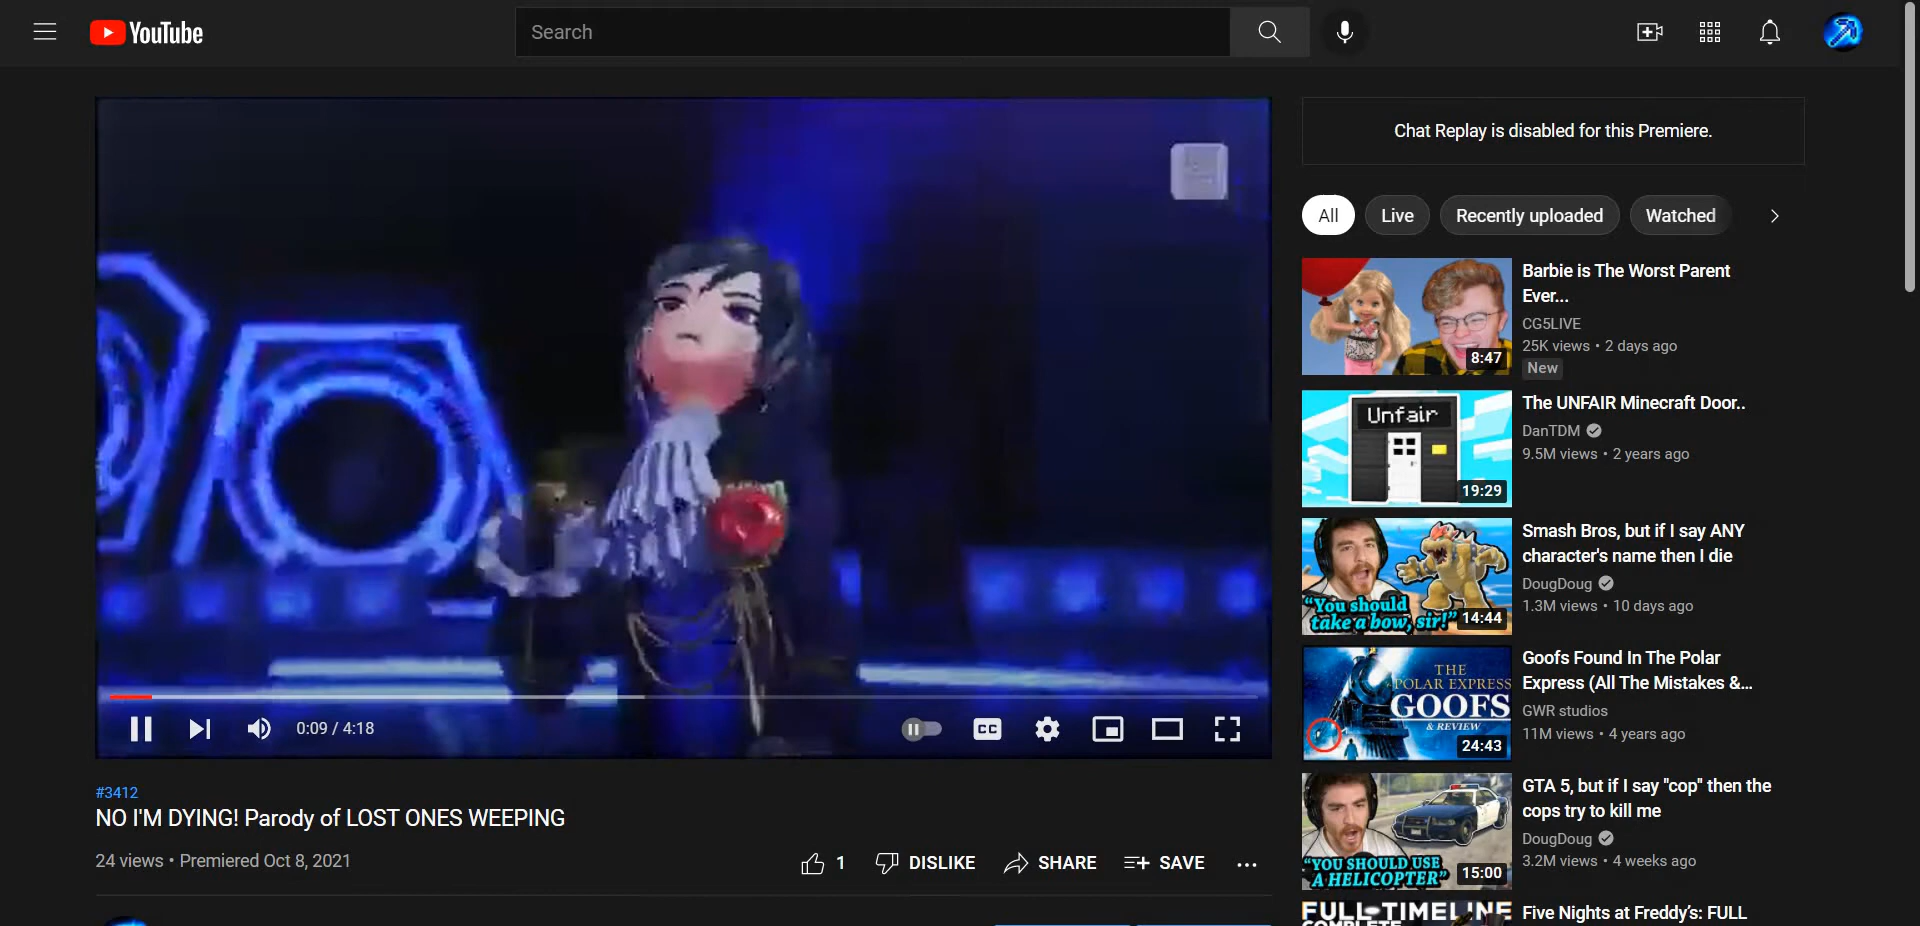 YouTube
Search
Chat Replay is disabled for this Premiere.
All
Live
Recently uploaded
Watched
8:47
Barbie is The Worst Parent
Ever...
CG5LIVE
25K views • 2 days ago
New
Unfair
19:29
The UNFAIR Minecraft Door..
DanTDM
9.5M views • 2 years ago
"You should
take a bow, sir!"
14:44
Smash Bros, but if I say ANY
character's name then I die
DougDoug
1.3M views • 10 days ago
THE
POLAR EXPRESS
GOOFS
& REVIEW
24:43
Goofs Found In The Polar
Express (All The Mistakes &...
GWR studios
11M views • 4 years ago
"YOU SHOULD USE
A HELICOPTER"
15:00
GTA 5, but if I say "cop" then the
cops try to kill me
DougDoug
3.2M views • 4 weeks ago
FULL TIMELINE
COMPLETE
Five Nights at Freddy's: FULL
0:09 / 4:18
CC
#3412
NO I'M DYING! Parody of LOST ONES WEEPING
24 views • Premiered Oct 8, 2021
1
DISLIKE
SHARE
SAVE